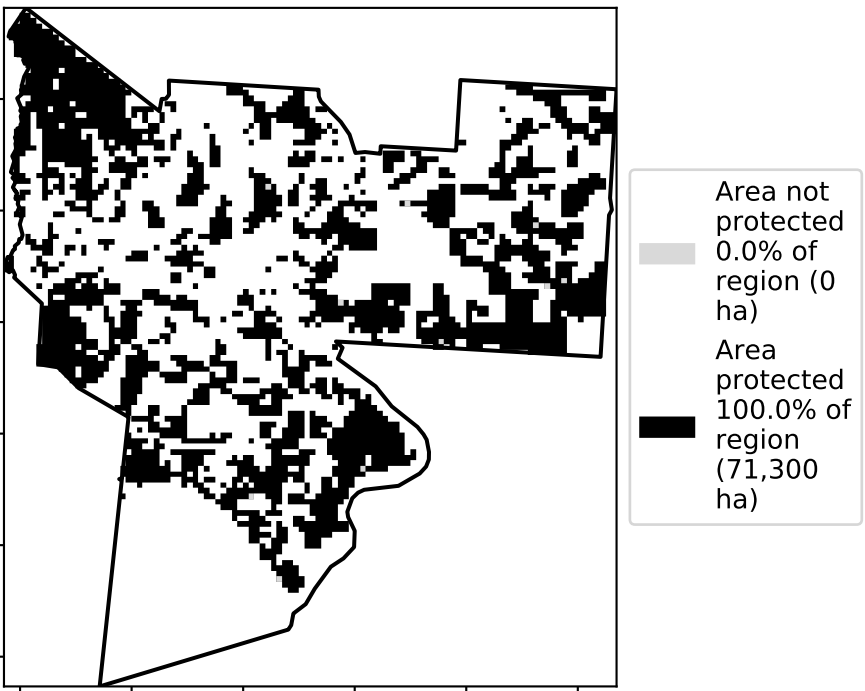 Area not
protected
0.0% of
region (0
ha)
Area
protected
100.0% of
region
(71,300
ha)